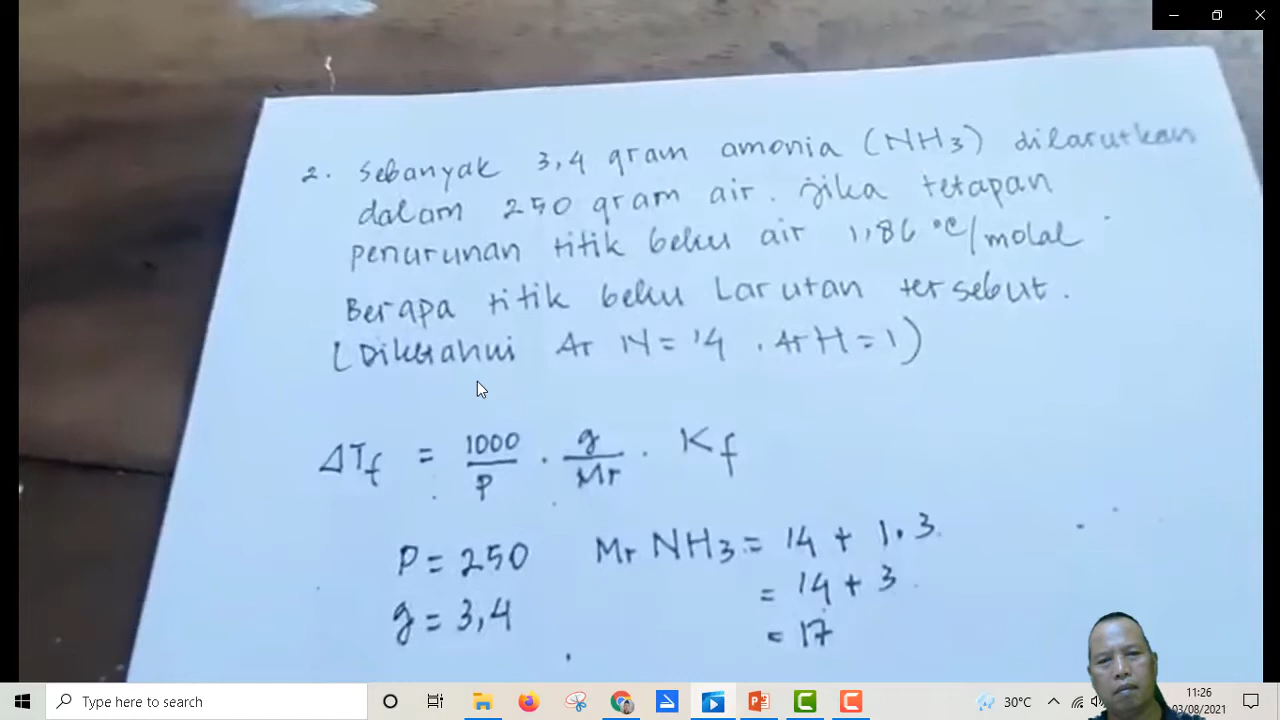 2. Sebanyak 3,4 gram amonia (NH3) dilarutkan
dalam 250 gram air. jika tetapan
penurunan titik beku air 1,86 °C/molal
Berapa titik beku Larutan tersebut.
(Diketahui Ar N = 14 . Ar H = 1)
ΔTf = 1000/P . g/Mr . Kf
P = 250 Mr NH3 = 14 + 1.3
= 14 + 3
g = 3,4
= 17
Type here to search
30°C
11:26
03/08/2021